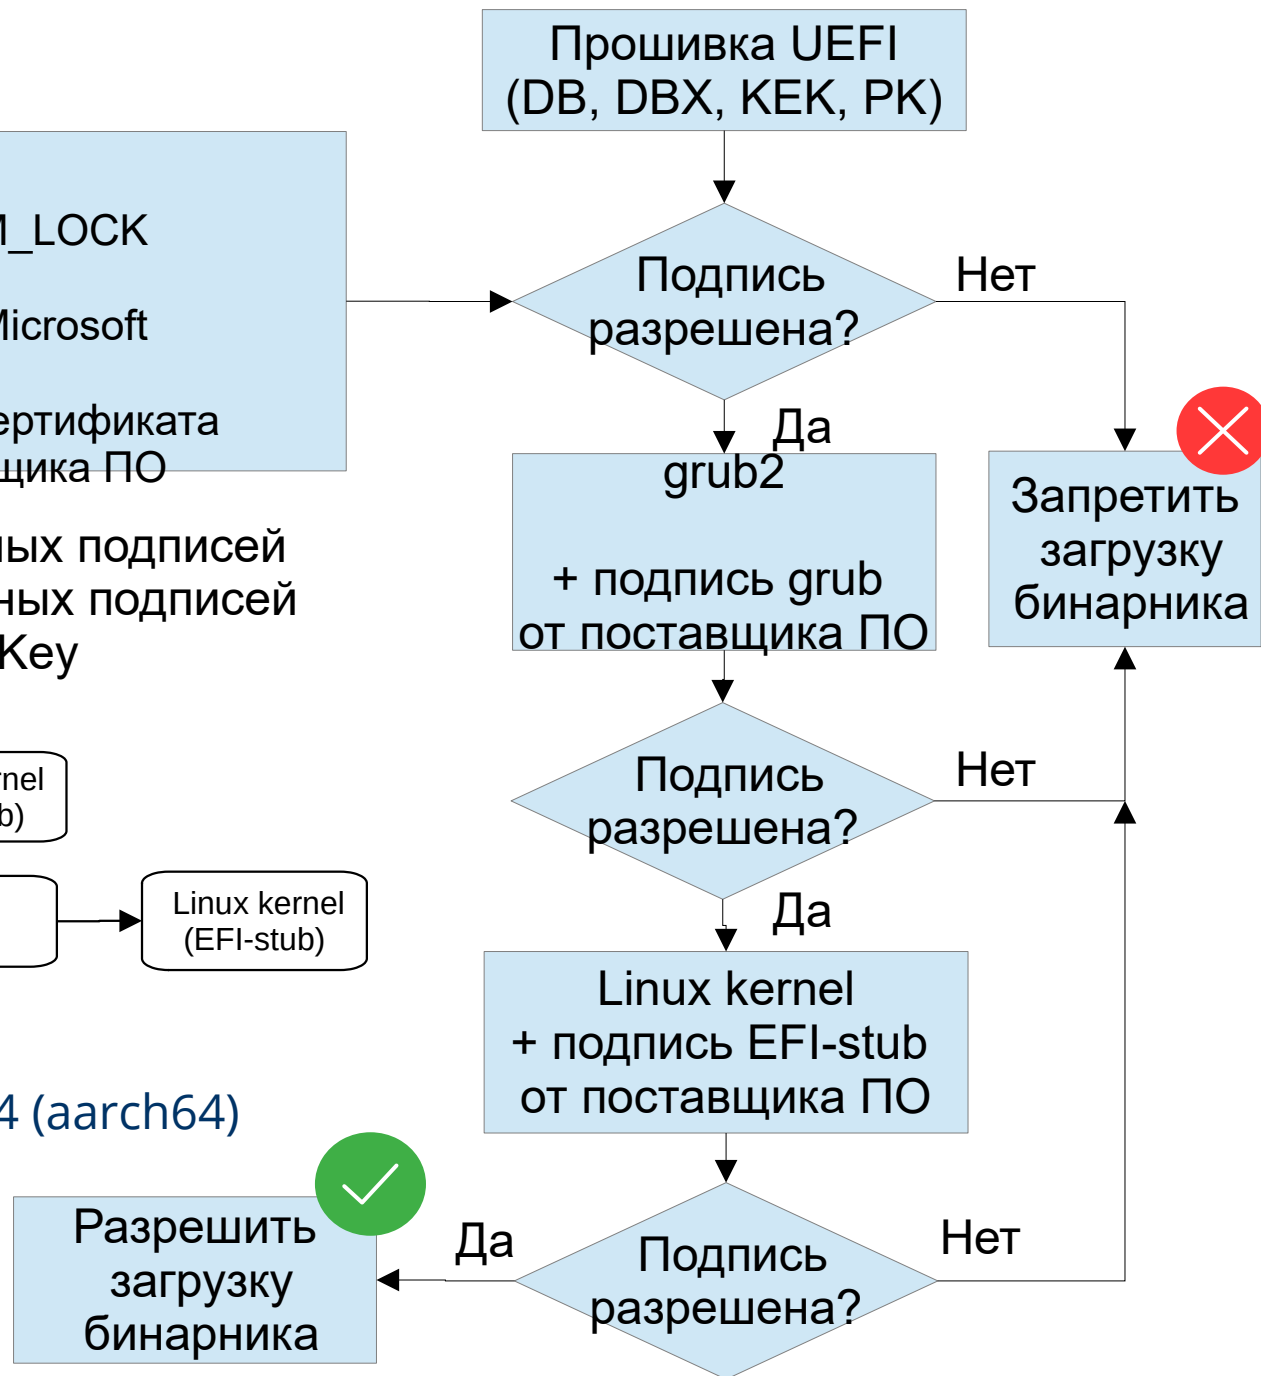 Прошивка UEFI
(DB, DBX, KEK, PK)
M_LOCK
Microsoft
ертификата
щика ПО
ных подписей
ных подписей
Key
rnel
b)
Linux kernel
(EFI-stub)
4 (aarch64)
Подпись
разрешена?
Нет
Да
grub2
+ подпись grub
от поставщика ПО
Запретить
загрузку
бинарника
Подпись
разрешена?
Нет
Да
Linux kernel
+ подпись EFI-stub
от поставщика ПО
Подпись
разрешена?
Да
Нет
Разрешить
загрузку
бинарника